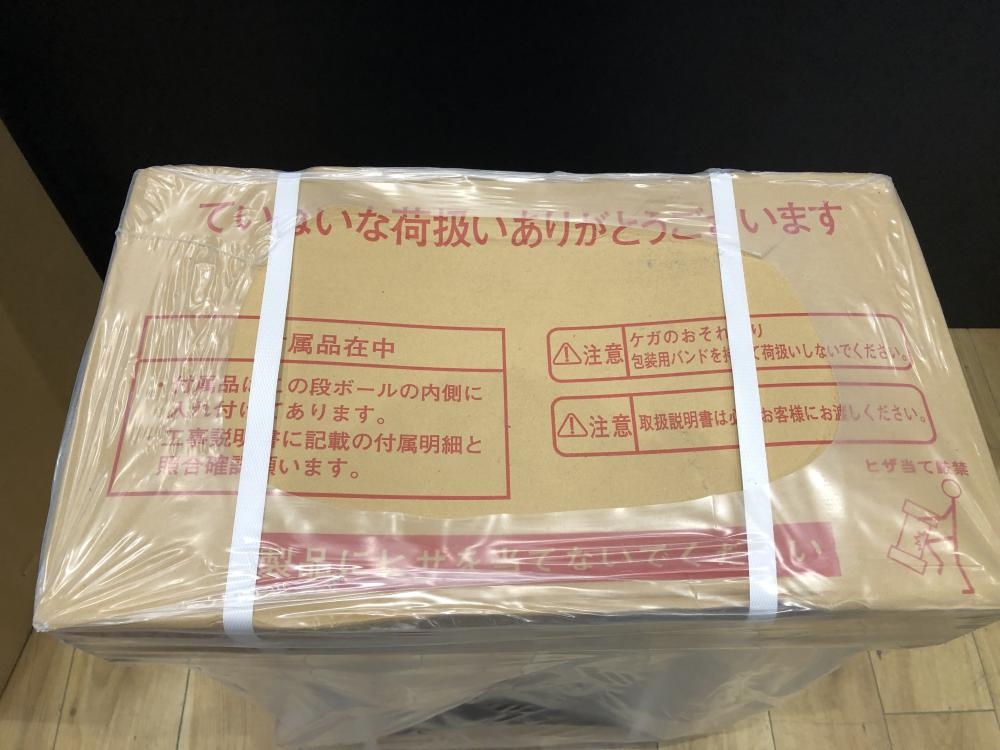 ていねいな荷扱いありがとうございます
付属品在中
・付属品はこの段ボールの内側に
入れ付けてあります。
工事説明書に記載の付属明細と
照合確認願います。
⚠注意
ケガのおそれあり
包装用バンドを持って荷扱いしないでください。
⚠注意
取扱説明書は必ずお客様にお渡しください。
ヒザ当て厳禁
製品にヒザを当てないでください